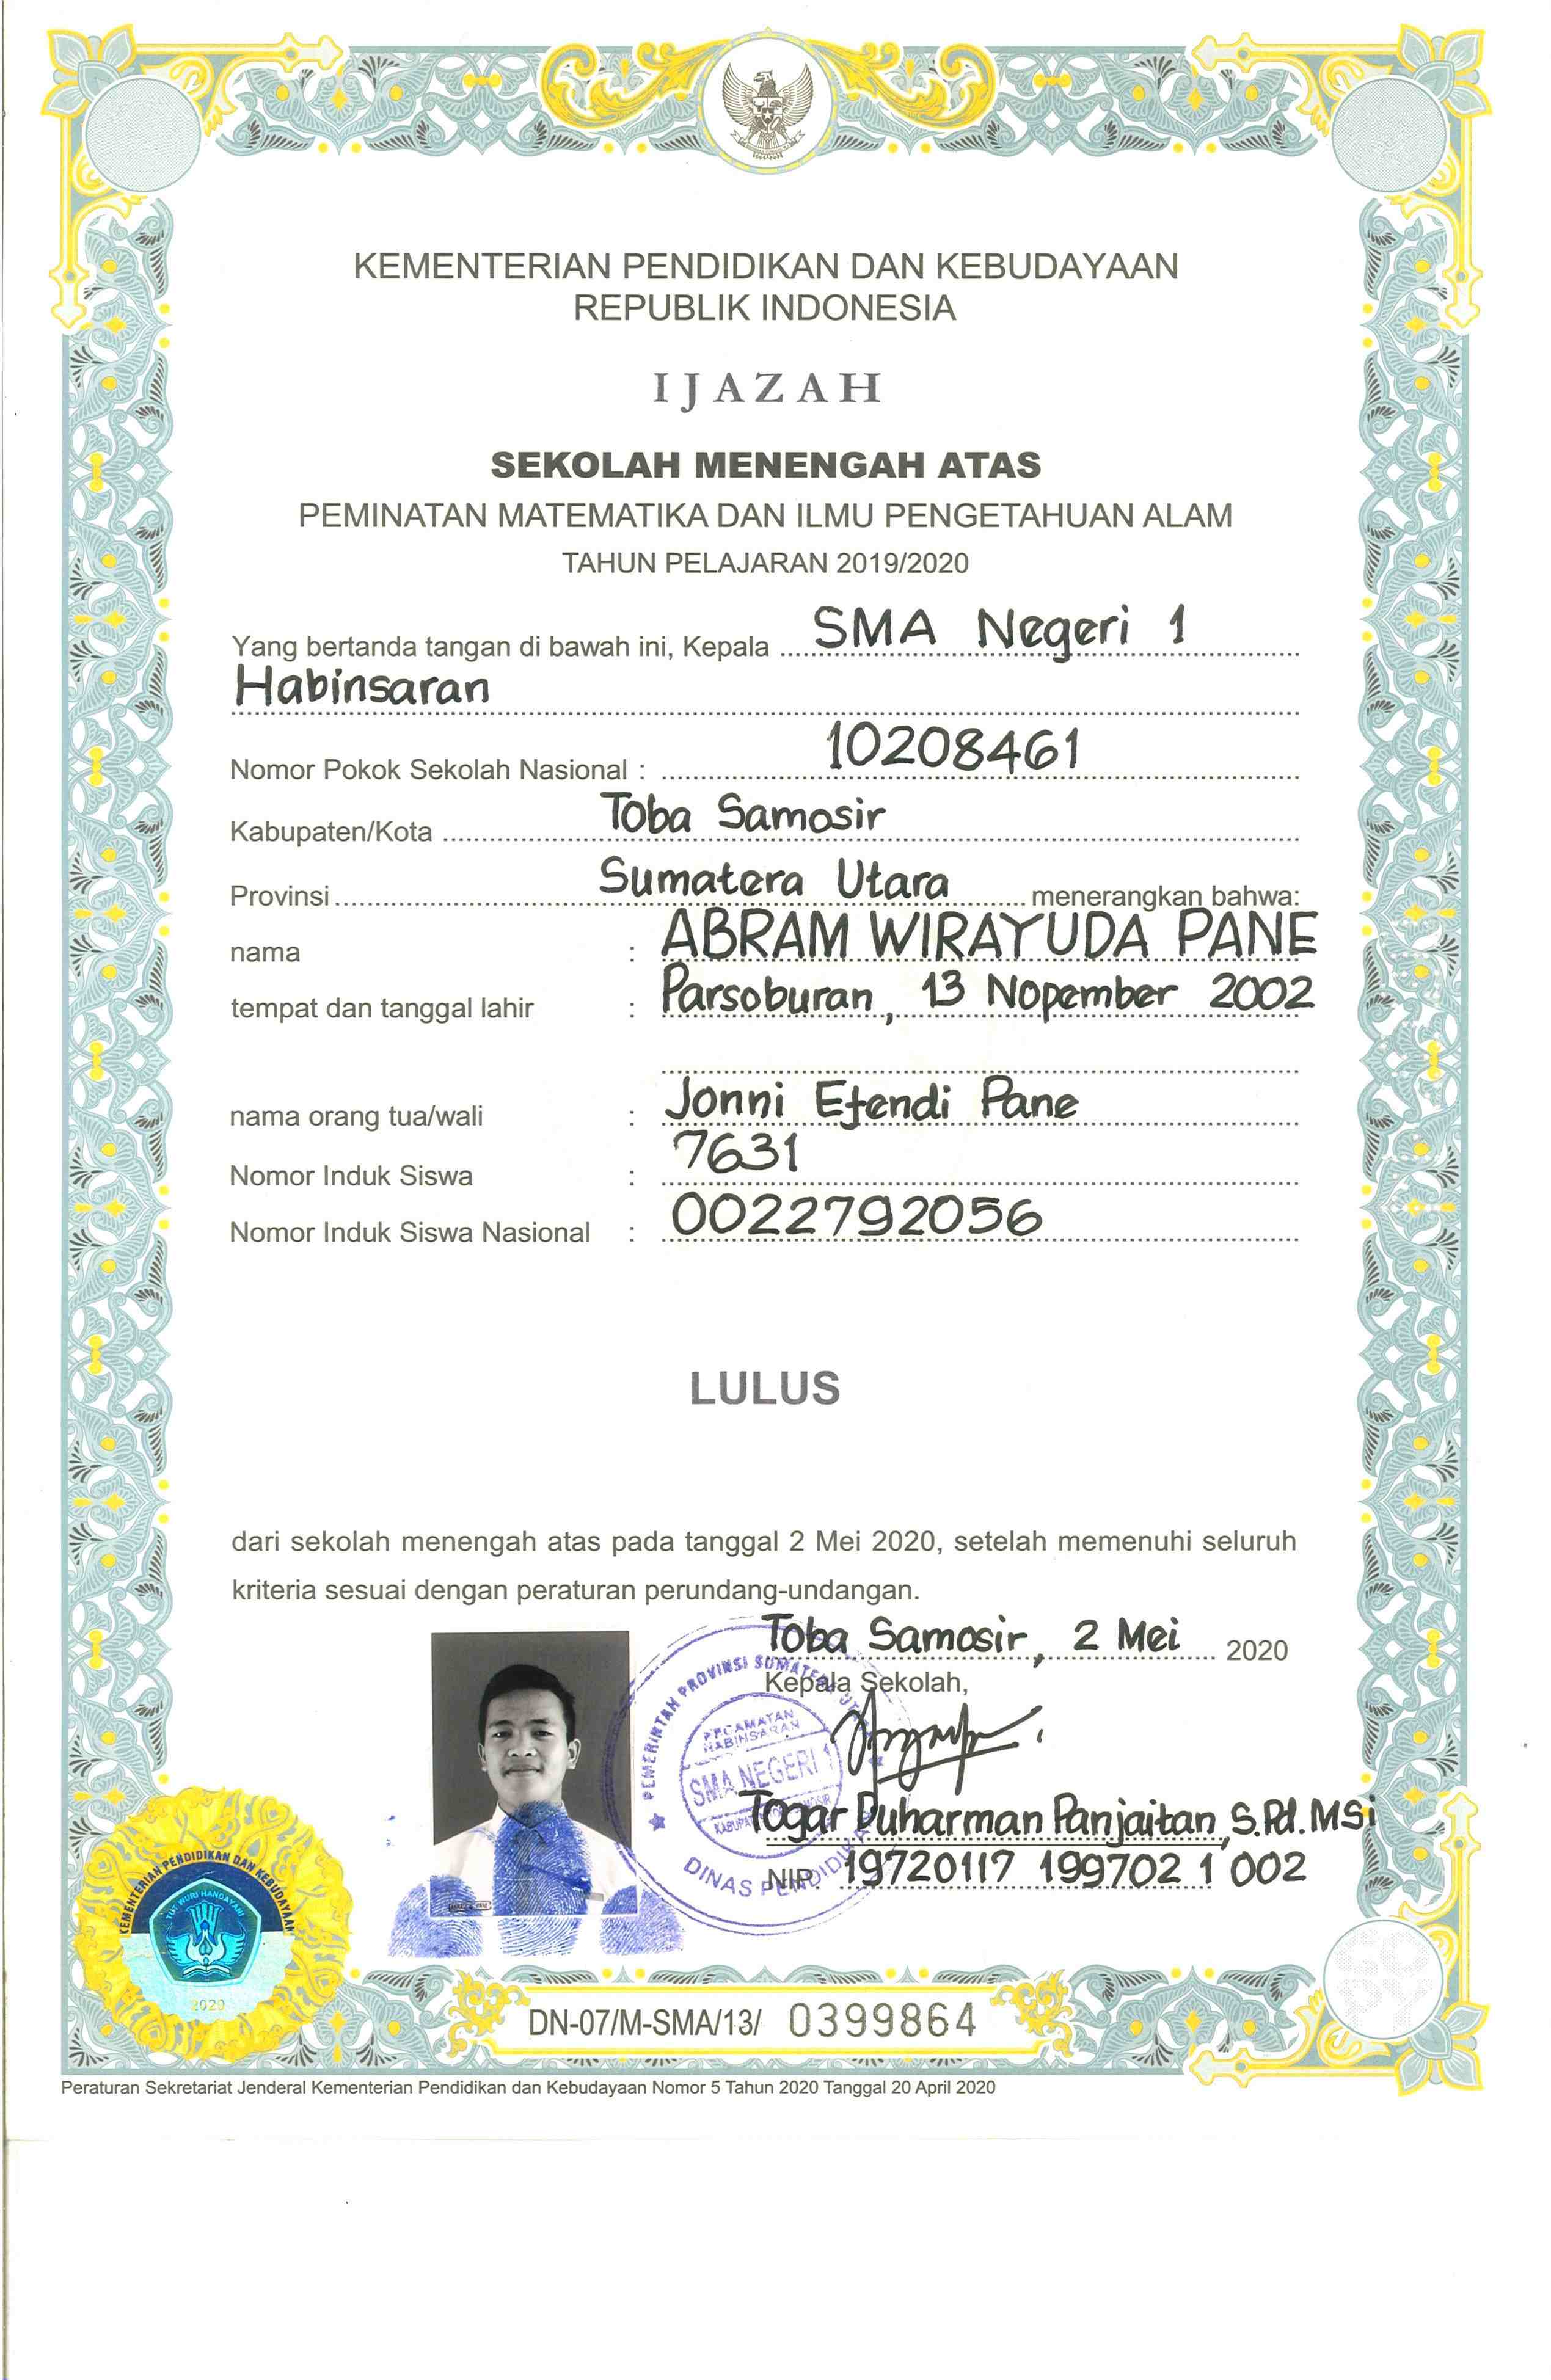 KEMENTERIAN PENDIDIKAN DAN KEBUDAYAAN
REPUBLIK INDONESIA
IJAZAH
SEKOLAH MENENGAH ATAS
PEMINATAN MATEMATIKA DAN ILMU PENGETAHUAN ALAM
TAHUN PELAJARAN 2019/2020
Yang bertanda tangan di bawah ini, Kepala SMA Negeri 1
Habinsaran
Nomor Pokok Sekolah Nasional : 10208461
Kabupaten/Kota Toba Samosir
Provinsi Sumatera Utara menerangkan bahwa:
nama : ABRAM WIRAYUDA PANE
tempat dan tanggal lahir : Parsoburan, 13 Nopember 2002
nama orang tua/wali : Jonni Efendi Pane
Nomor Induk Siswa : 7631
Nomor Induk Siswa Nasional : 0022792056
LULUS
dari sekolah menengah atas pada tanggal 2 Mei 2020, setelah memenuhi seluruh
kriteria sesuai dengan peraturan perundang-undangan.
Toba Samosir, 2 Mei 2020
Kepala Sekolah,
PEMERINTAH PROVINSI SUMATERA UTARA
KECAMATAN
HABINSARAN
SMA NEGERI 1
DINAS PENDIDIKAN
Togar Duharman Panjaitan, S.Pd. MSi
NIP. 19720117 199702 1 002
KEMENTERIAN PENDIDIKAN DAN KEBUDAYAAN
TUT WURI HANDAYANI
2020
COPY
DN-07/M-SMA/13/ 0399864
Peraturan Sekretariat Jenderal Kementerian Pendidikan dan Kebudayaan Nomor 5 Tahun 2020 Tanggal 20 April 2020